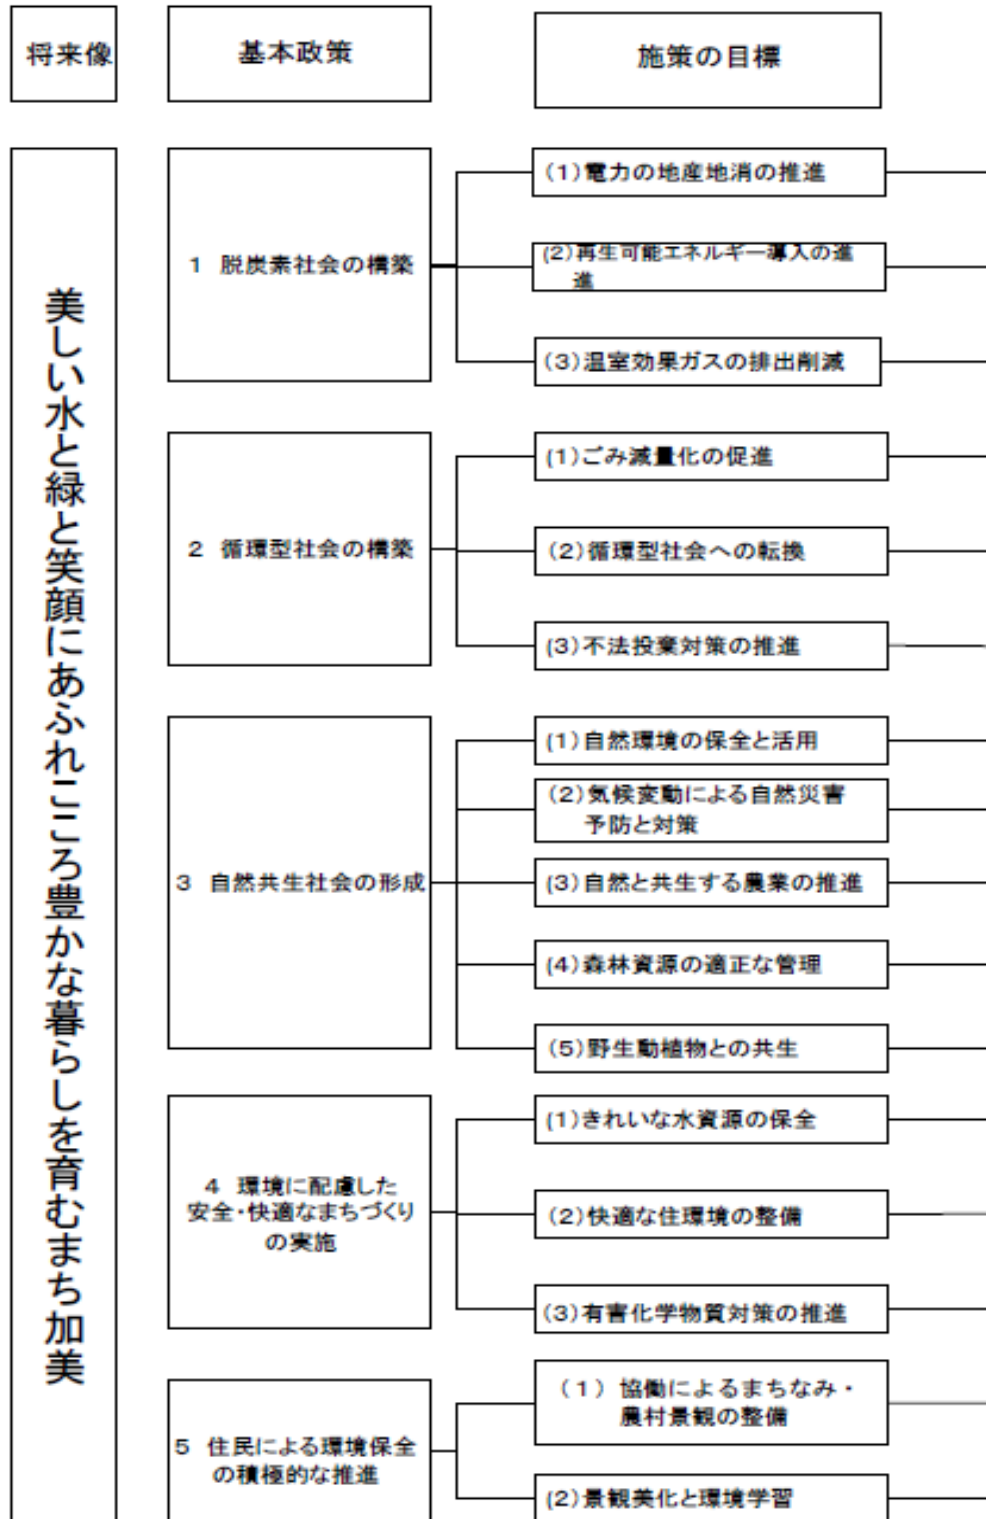 将来像
基本政策
施策の目標
美しい水と緑と笑顔にあふれこころ豊かな暮らしを育むまち加美
1 脱炭素社会の構築
(1)電力の地産地消の推進
(2)再生可能エネルギー導入の進
進
(3)温室効果ガスの排出削減
2 循環型社会の構築
(1)ごみ減量化の促進
(2)循環型社会への転換
(3)不法投棄対策の推進
3 自然共生社会の形成
(1)自然環境の保全と活用
(2)気候変動による自然災害
予防と対策
(3)自然と共生する農業の推進
(4)森林資源の適正な管理
(5)野生動植物との共生
4 環境に配慮した
安全・快適なまちづくり
の実施
(1)きれいな水資源の保全
(2)快適な住環境の整備
(3)有害化学物質対策の推進
5 住民による環境保全
の積極的な推進
(1) 協働によるまちなみ・
農村景観の整備
(2)景観美化と環境学習